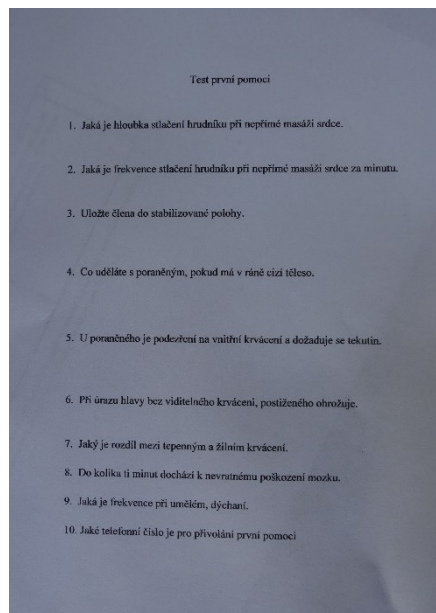 Test první pomoci
1. Jaká je hloubka stlačení hrudníku při nepřímé masáži srdce.
2. Jaká je frekvence stlačení hrudníku při nepřímé masáži srdce za minutu.
3. Uložte člena do stabilizované polohy.
4. Co uděláte s poraněným, pokud má v ráně cizí těleso.
5. U poraněného je podezření na vnitřní krvácení a dožaduje se tekutin.
6. Při úrazu hlavy bez viditelného krváceni, postiženého ohrožuje.
7. Jaký je rozdíl mezi tepenným a žilním krvácení.
8. Do kolika ti minut dochází k nevratnému poškození mozku.
9. Jaká je frekvence při umělém, dýchaní.
10. Jaké telefonní číslo je pro přivolání první pomoci